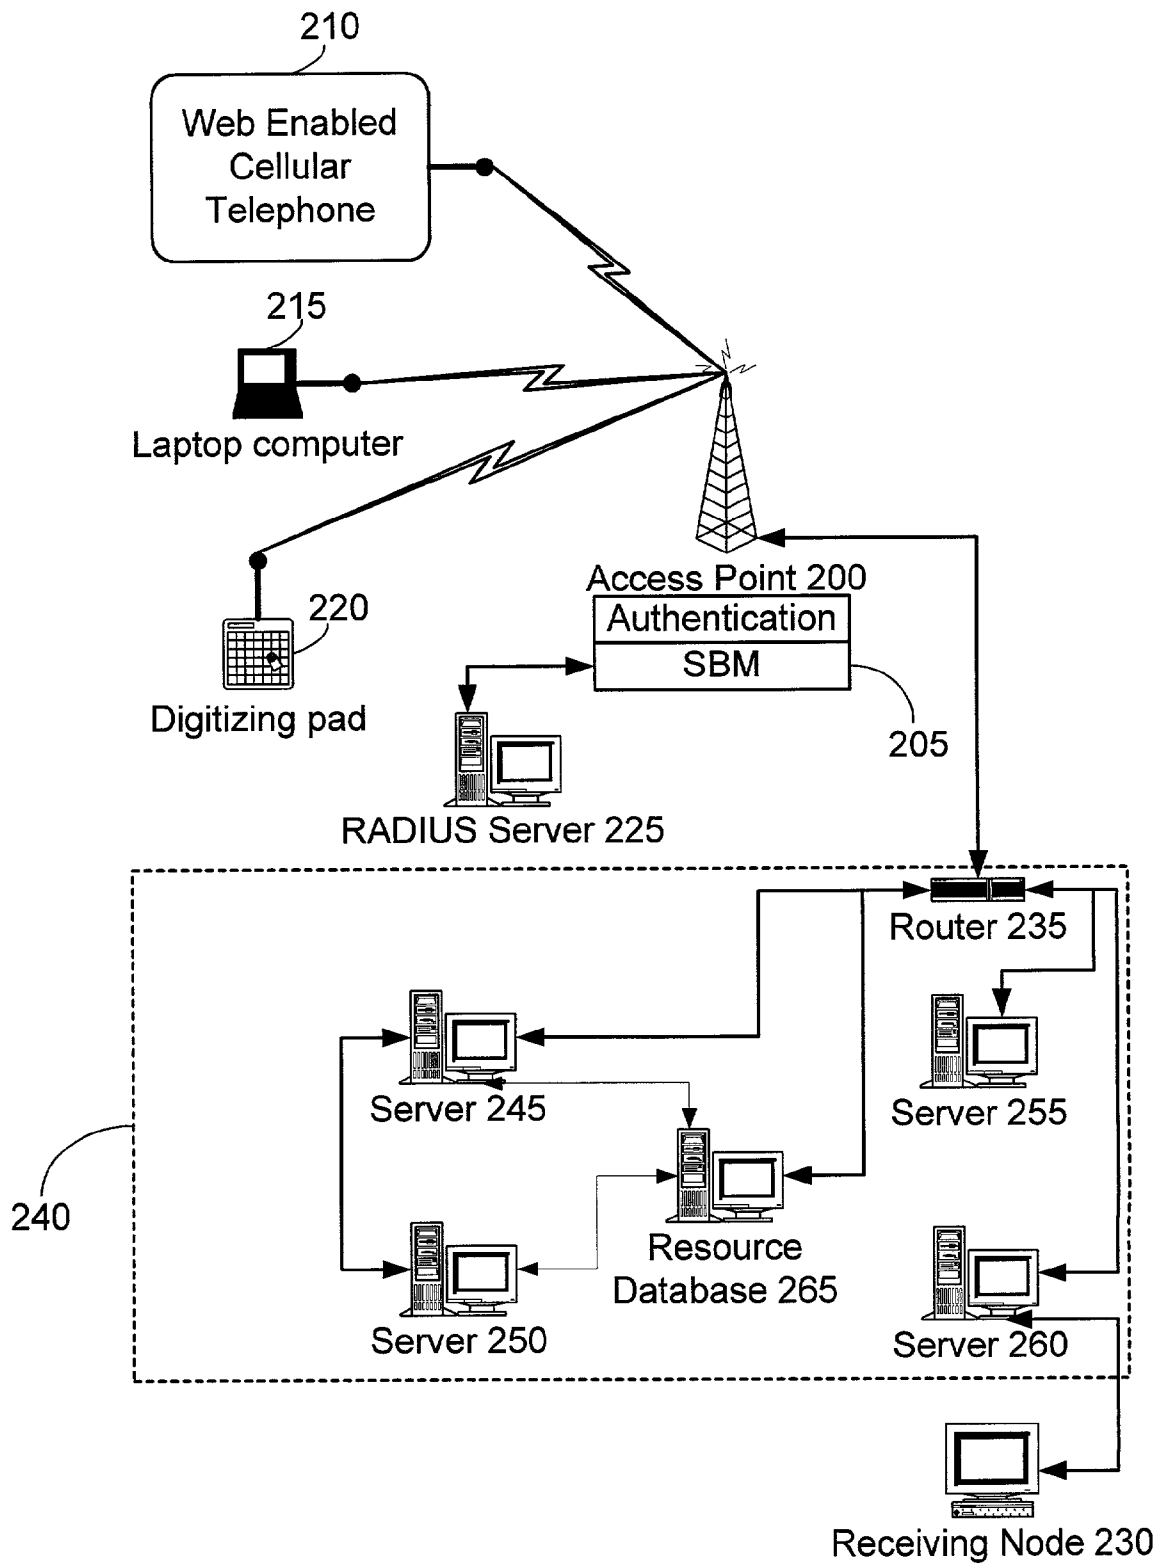 210
Web Enabled
Cellular
Telephone
215
Laptop computer
220
Digitizing pad
Access Point 200
Authentication
SBM
205
RADIUS Server 225
Router 235
Server 245
Server 255
240
Resource
Database 265
Server 250
Server 260
Receiving Node 230